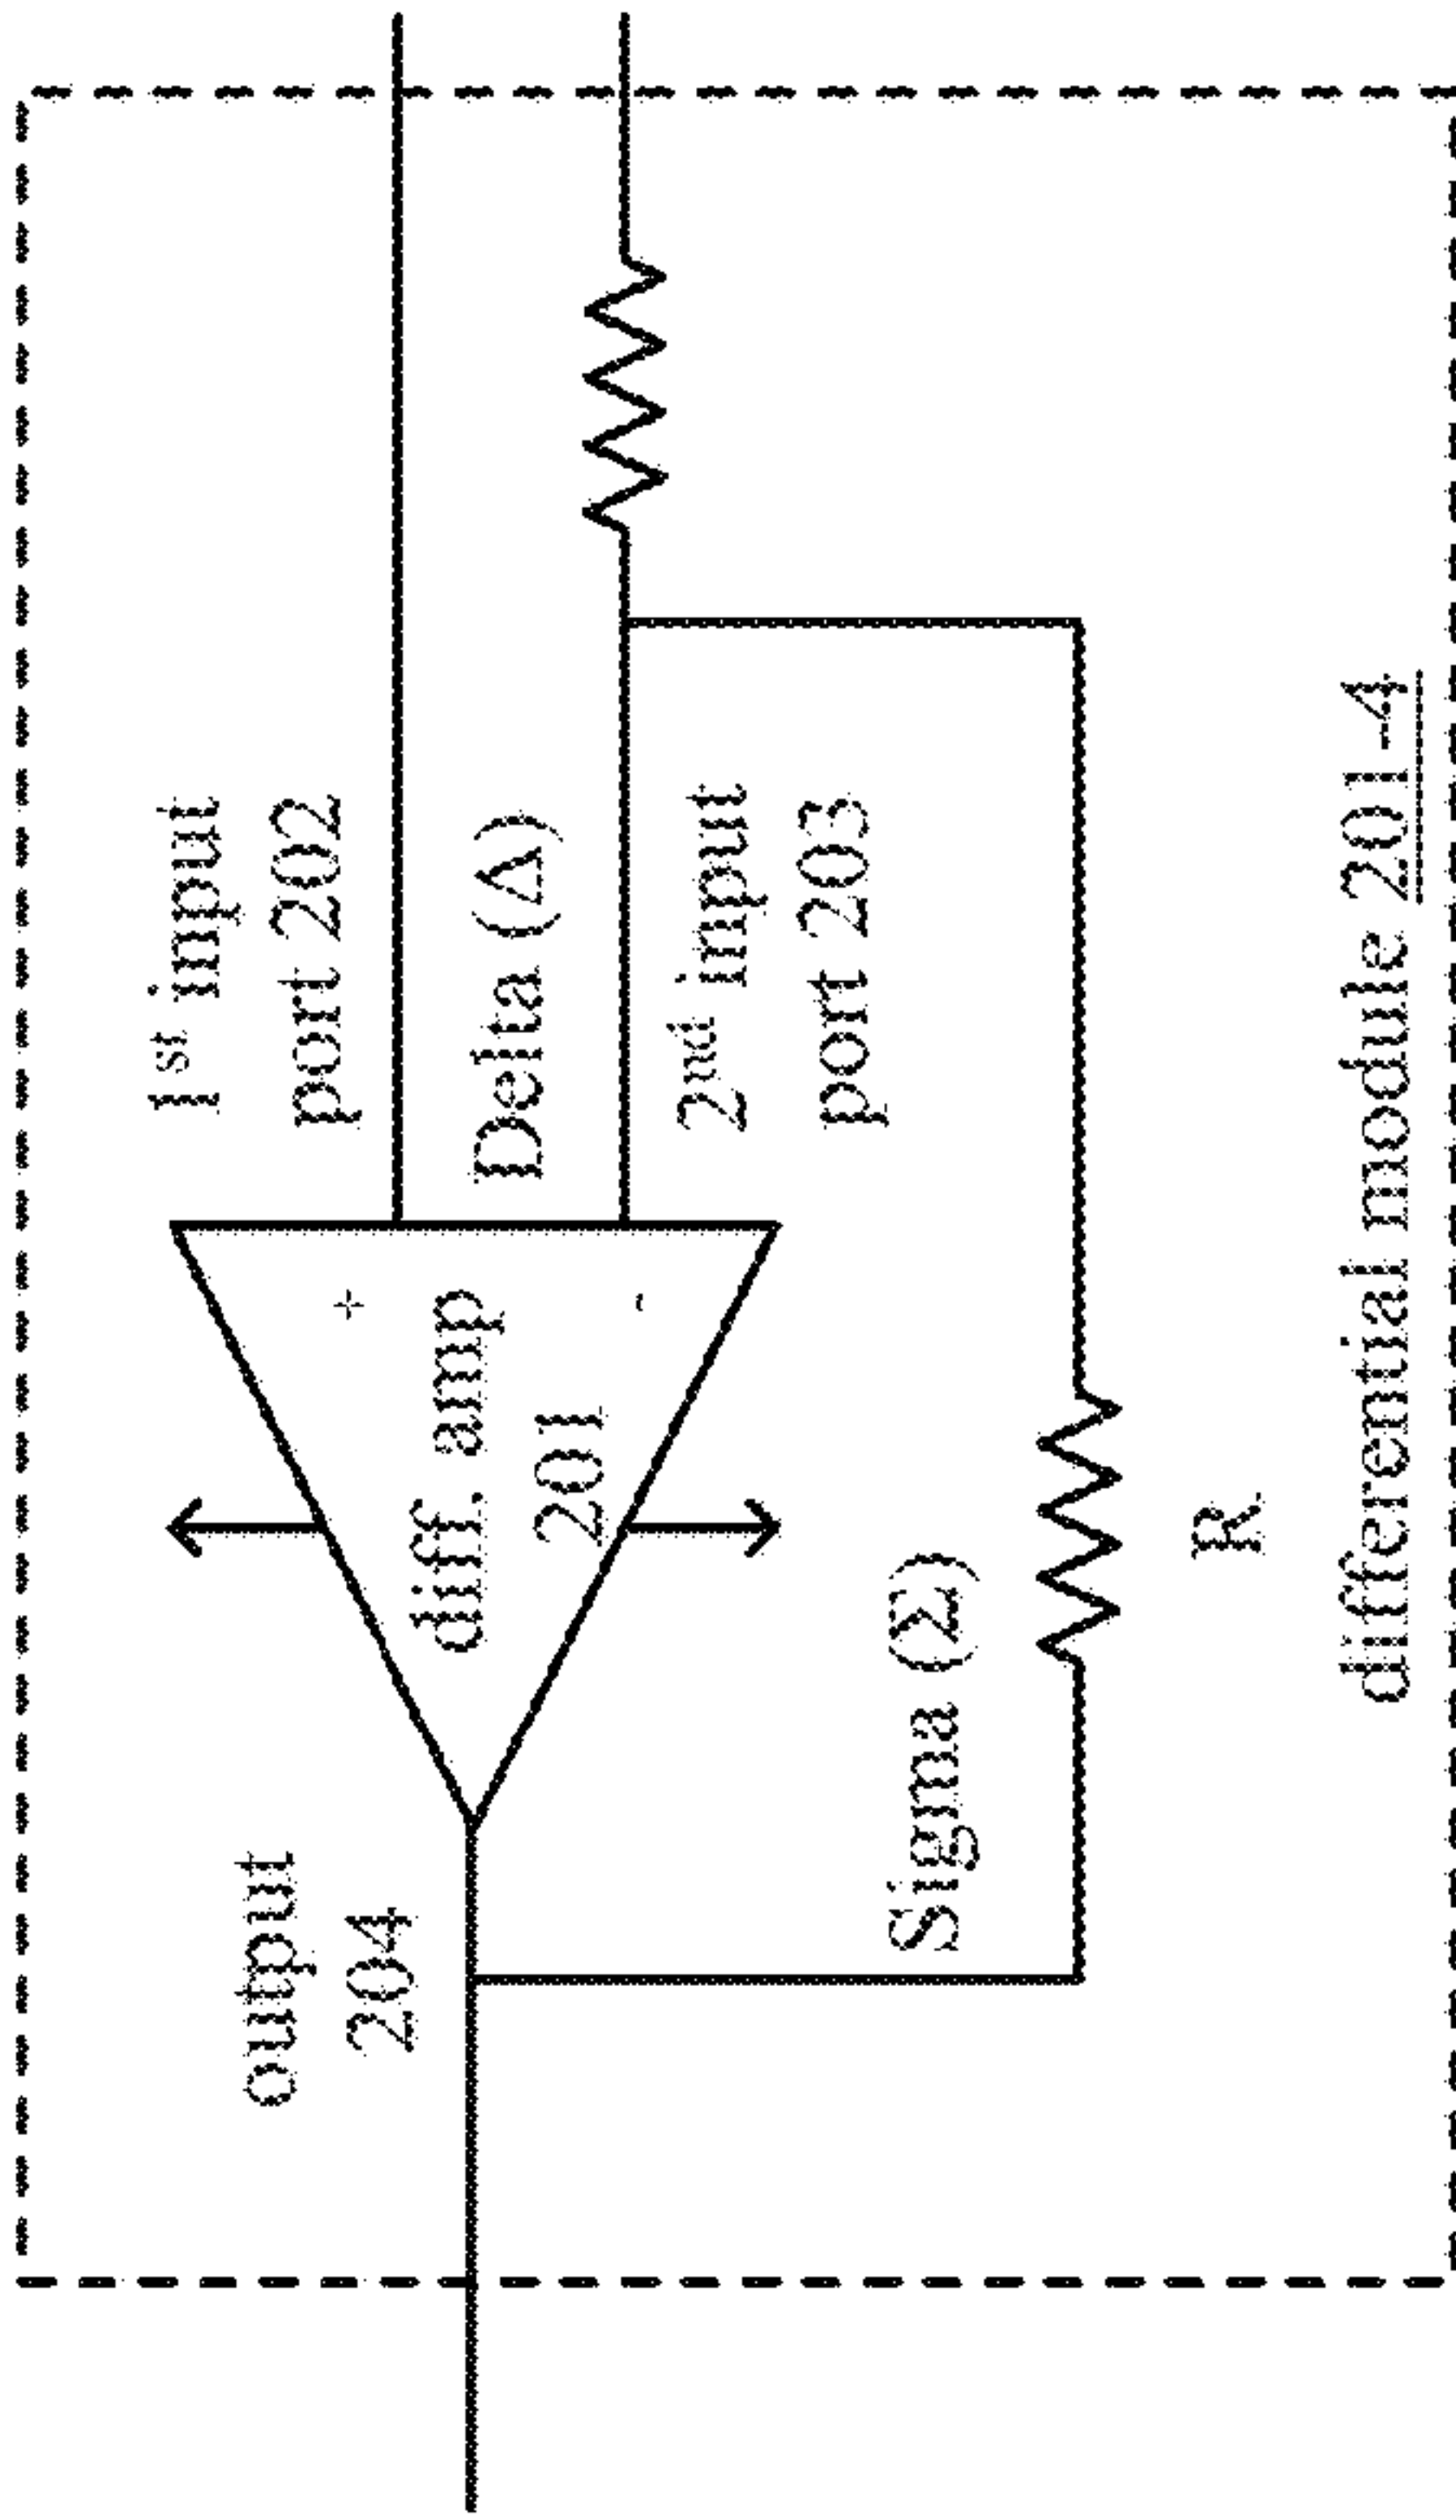 output
204
1st input
port 202
+
diff. amp
201
Delta (Δ)
-
2nd input
port 203
Sigma (Σ)
R
differential module 201-4